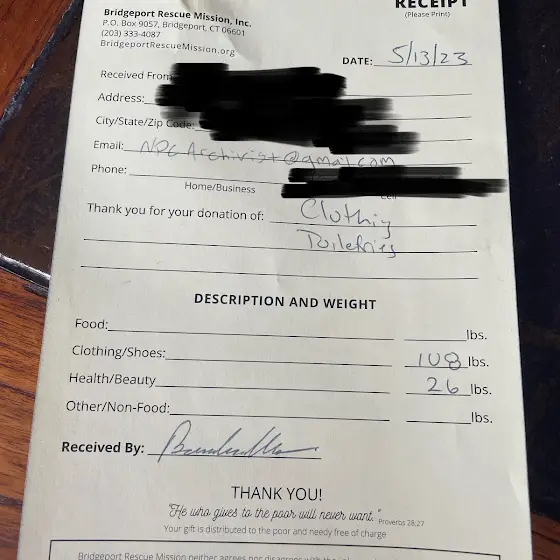 RECEIPT
(Please Print)
Bridgeport Rescue Mission, Inc.
P.O. Box 9057, Bridgeport, CT 06601
(203) 333-4087
BridgeportRescueMission.org
DATE: 5/13/23
Received From
Address:
City/State/Zip Code:
Email: NPCArchivist@gmail.com
Phone:
Home/Business
Cell
Thank you for your donation of: Clothing
Toiletries
DESCRIPTION AND WEIGHT
Food: lbs.
Clothing/Shoes: 108 lbs.
Health/Beauty 26 lbs.
Other/Non-Food: lbs.
Received By:
THANK YOU!
"He who gives to the poor will never want." Proverbs 28:27
Your gift is distributed to the poor and needy free of charge
Bridgeport Rescue Mission neither agrees nor disagrees with the